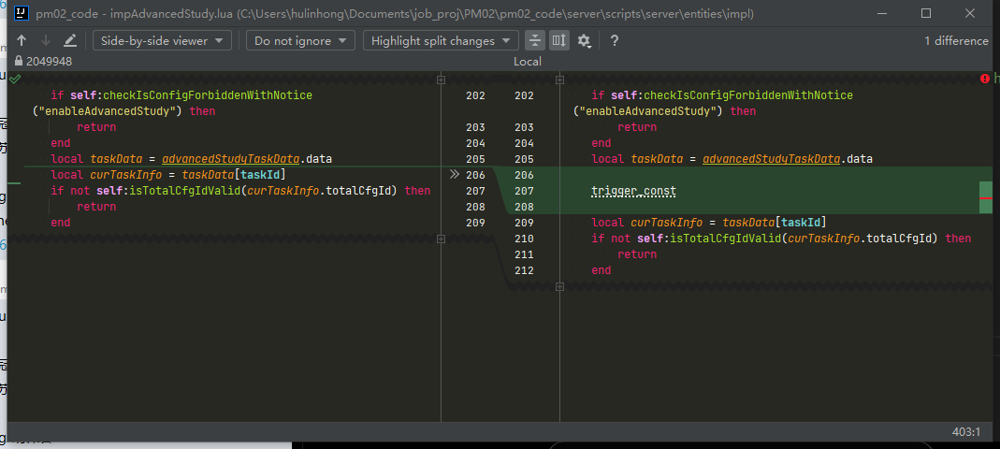 pm02_code - impAdvancedStudy.lua (C:\Users\hulinhong\Documents\job_proj\PM02\pm02_code\server\scripts\server\entities\impl)
Side-by-side viewer
Do not ignore
Highlight split changes
?
1 difference
2049948
Local
if self:checkIsConfigForbiddenWithNotice
("enableAdvancedStudy") then
return
end
local taskData = advancedStudyTaskData.data
local curTaskInfo = taskData[taskId]
if not self:isTotalCfgIdValid(curTaskInfo.totalCfgId) then
return
end
202 202
203 203
204 204
205 205
206 206
207 207
208 208
209 209
210
211
212
if self:checkIsConfigForbiddenWithNotice
("enableAdvancedStudy") then
return
end
local taskData = advancedStudyTaskData.data
trigger_const
local curTaskInfo = taskData[taskId]
if not self:isTotalCfgIdValid(curTaskInfo.totalCfgId) then
return
end
403:1